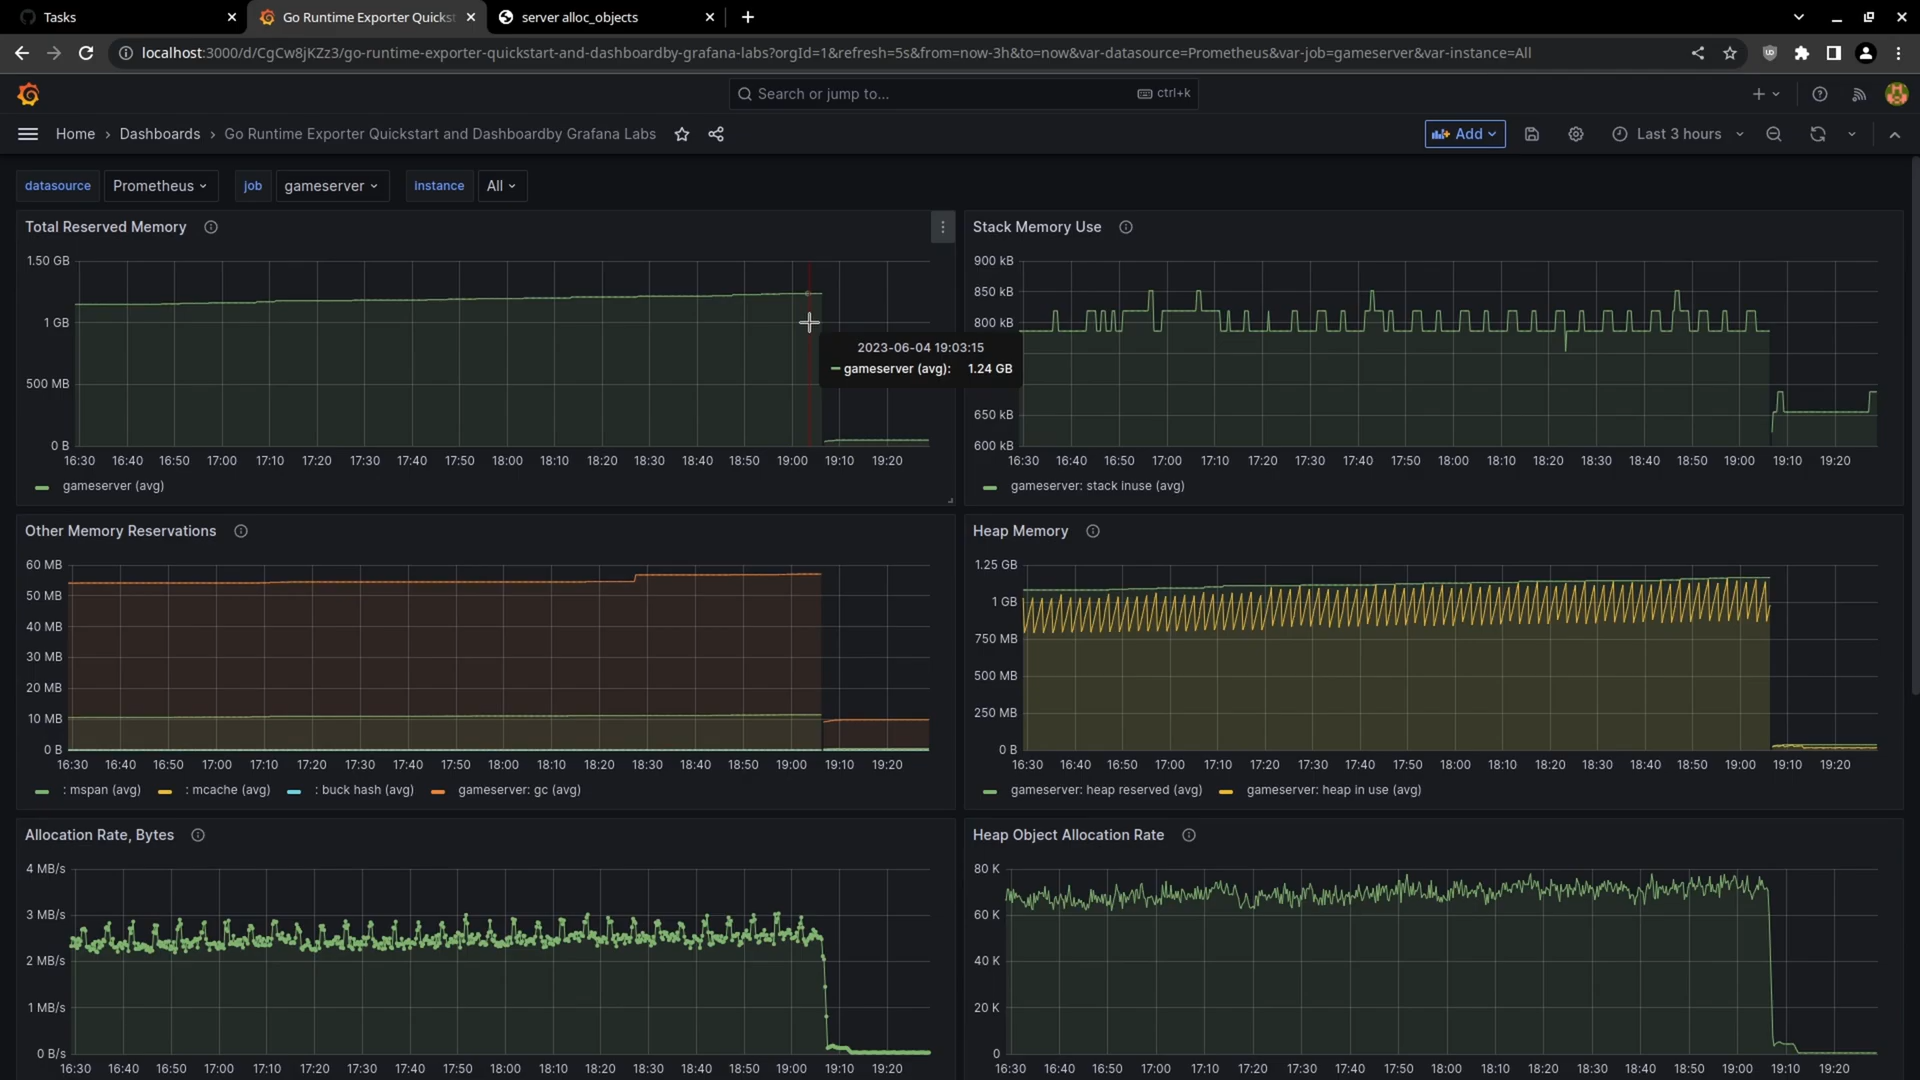 Tasks
Go Runtime Exporter Quickst
server alloc_objects
localhost:3000/d/CgCw8jKZz3/go-runtime-exporter-quickstart-and-dashboardby-grafana-labs?orgId=1&refresh=5s&from=now-3h&to=now&var-datasource=Prometheus&var-job=gameserver&var-instance=All
Search or jump to...
ctrl+k
Home › Dashboards › Go Runtime Exporter Quickstart and Dashboardby Grafana Labs
Add
Last 3 hours
datasource Prometheus job gameserver instance All
Total Reserved Memory
1.50 GB
1 GB
500 MB
0 B
16:30 16:40 16:50 17:00 17:10 17:20 17:30 17:40 17:50 18:00 18:10 18:20 18:30 18:40 18:50 19:00 19:10 19:20
gameserver (avg)
2023-06-04 19:03:15
gameserver (avg): 1.24 GB
Stack Memory Use
900 kB
850 kB
800 kB
650 kB
600 kB
16:30 16:40 16:50 17:00 17:10 17:20 17:30 17:40 17:50 18:00 18:10 18:20 18:30 18:40 18:50 19:00 19:10 19:20
gameserver: stack inuse (avg)
Other Memory Reservations
60 MB
50 MB
40 MB
30 MB
20 MB
10 MB
0 B
16:30 16:40 16:50 17:00 17:10 17:20 17:30 17:40 17:50 18:00 18:10 18:20 18:30 18:40 18:50 19:00 19:10 19:20
: mspan (avg) : mcache (avg) : buck hash (avg) gameserver: gc (avg)
Heap Memory
1.25 GB
1 GB
750 MB
500 MB
250 MB
0 B
16:30 16:40 16:50 17:00 17:10 17:20 17:30 17:40 17:50 18:00 18:10 18:20 18:30 18:40 18:50 19:00 19:10 19:20
gameserver: heap reserved (avg) gameserver: heap in use (avg)
Allocation Rate, Bytes
4 MB/s
3 MB/s
2 MB/s
1 MB/s
0 B/s
16:30 16:40 16:50 17:00 17:10 17:20 17:30 17:40 17:50 18:00 18:10 18:20 18:30 18:40 18:50 19:00 19:10 19:20
Heap Object Allocation Rate
80 K
60 K
40 K
20 K
0
16:30 16:40 16:50 17:00 17:10 17:20 17:30 17:40 17:50 18:00 18:10 18:20 18:30 18:40 18:50 19:00 19:10 19:20